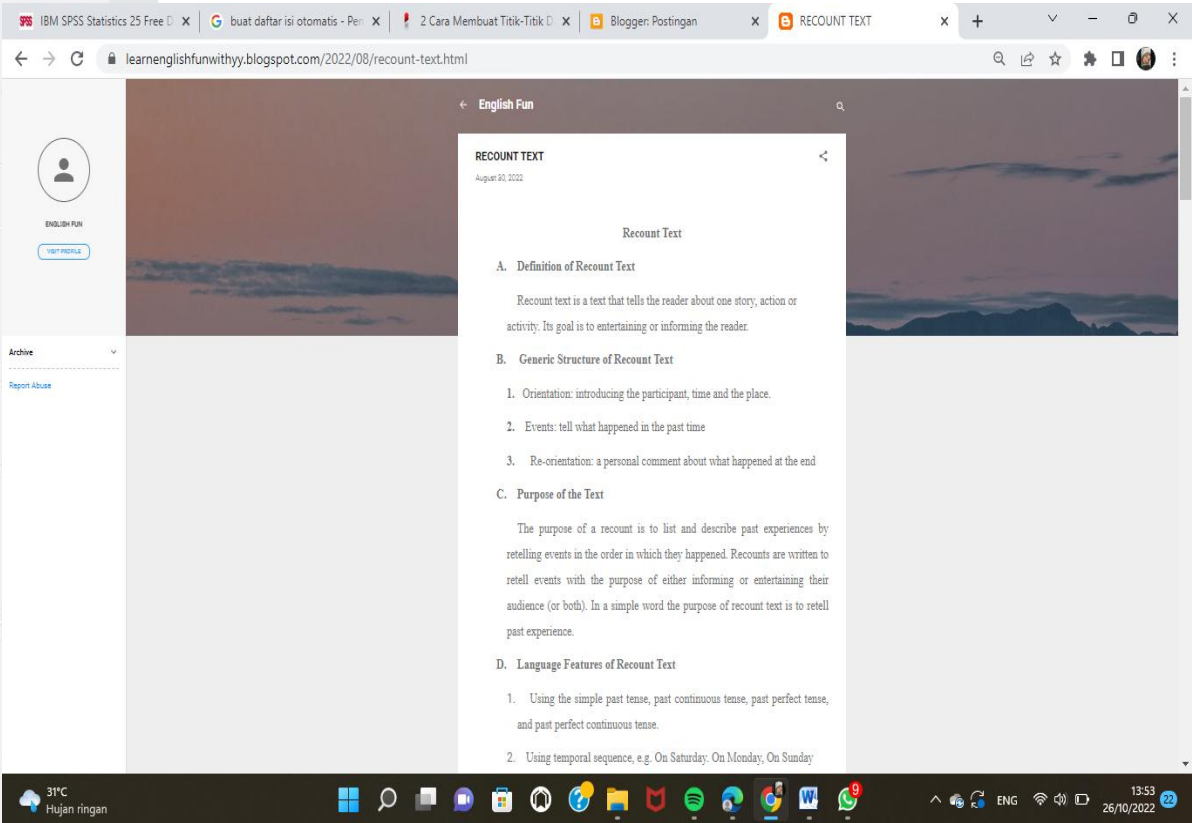 IBM SPSS Statistics 25 Free D
buat daftar isi otomatis - Pen
2 Cara Membuat Titik-Titik D
Blogger: Postingan
RECOUNT TEXT
learnenglishfunwithyy.blogspot.com/2022/08/recount-text.html
English Fun
ENGLISH FUN
VISIT PROFILE
Archive
Report Abuse
RECOUNT TEXT
August 30, 2022
Recount Text
A. Definition of Recount Text
Recount text is a text that tells the reader about one story, action or
activity. Its goal is to entertaining or informing the reader.
B. Generic Structure of Recount Text
1. Orientation: introducing the participant, time and the place.
2. Events: tell what happened in the past time
3. Re-orientation: a personal comment about what happened at the end
C. Purpose of the Text
The purpose of a recount is to list and describe past experiences by
retelling events in the order in which they happened. Recounts are written to
retell events with the purpose of either informing or entertaining their
audience (or both). In a simple word the purpose of recount text is to retell
past experience.
D. Language Features of Recount Text
1. Using the simple past tense, past continuous tense, past perfect tense,
and past perfect continuous tense.
2. Using temporal sequence, e.g. On Saturday. On Monday, On Sunday
31°C
Hujan ringan
9
ENG
13:53
26/10/2022
22